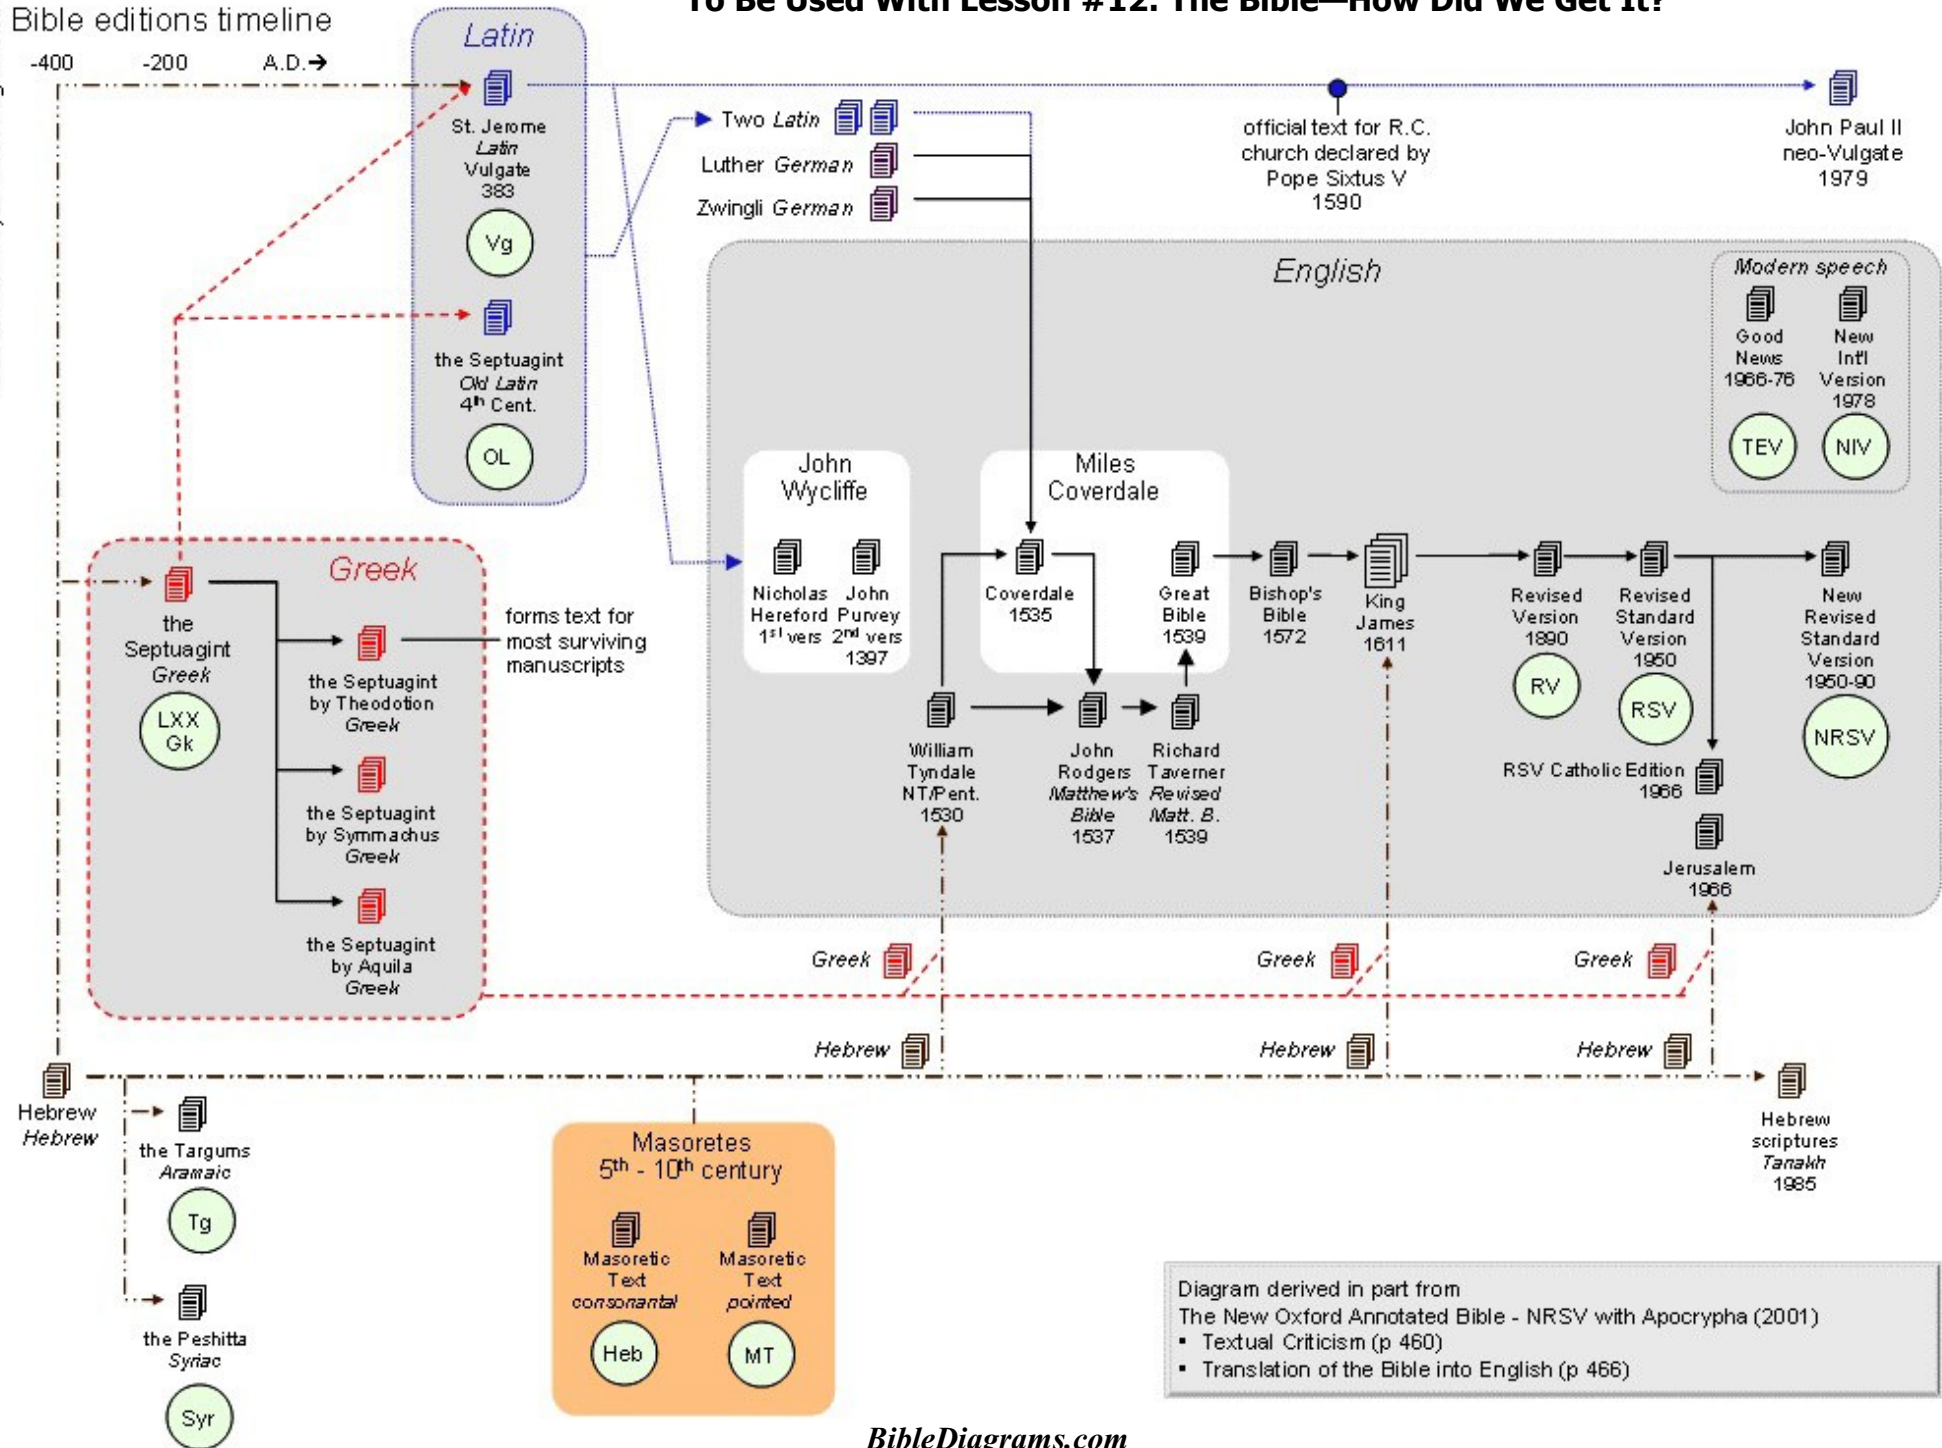 To Be Used With Lesson #12: The Bible—How Did We Get It?
Bible editions timeline
-400
-200
A.D.→
Latin
St. Jerome
Latin
Vulgate
383
Vg
the Septuagint
Old Latin
4th Cent.
OL
Two Latin
Luther German
Zwingli German
official text for R.C.
church declared by
Pope Sixtus V
1590
John Paul II
neo-Vulgate
1979
English
Modern speech
Good
News
1966-76
TEV
New
Int'l
Version
1978
NIV
John
Wycliffe
Nicholas
Hereford
1st vers
John
Purvey
2nd vers
1397
Miles
Coverdale
Coverdale
1535
Great
Bible
1539
Bishop's
Bible
1572
King
James
1611
Revised
Version
1890
RV
Revised
Standard
Version
1950
RSV
New
Revised
Standard
Version
1950-90
NRSV
William
Tyndale
NT/Pent.
1530
John
Rodgers
Matthew's
Bible
1537
Richard
Taverner
Revised
Matt. B.
1539
RSV Catholic Edition
1966
Jerusalem
1966
Greek
the
Septuagint
Greek
LXX
Gk
forms text for
most surviving
manuscripts
the Septuagint
by Theodotion
Greek
the Septuagint
by Symmachus
Greek
the Septuagint
by Aquila
Greek
Greek
Greek
Greek
Hebrew
Hebrew
Hebrew
Hebrew
Hebrew
the Targums
Aramaic
Tg
the Peshitta
Syriac
Syr
Masoretes
5th - 10th century
Masoretic
Text
consonantal
Heb
Masoretic
Text
pointed
MT
Hebrew
scriptures
Tanakh
1985
Diagram derived in part from
The New Oxford Annotated Bible - NRSV with Apocrypha (2001)
▪ Textual Criticism (p 460)
▪ Translation of the Bible into English (p 466)
BibleDiagrams.com